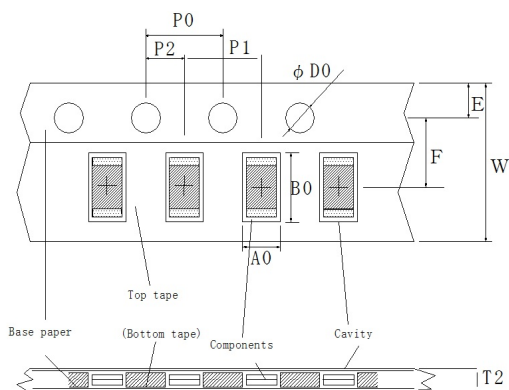 P0
P2 P1
φ D0
E
F
W
B0
A0
Top tape
Base paper
(Bottom tape)
Components
Cavity
T2